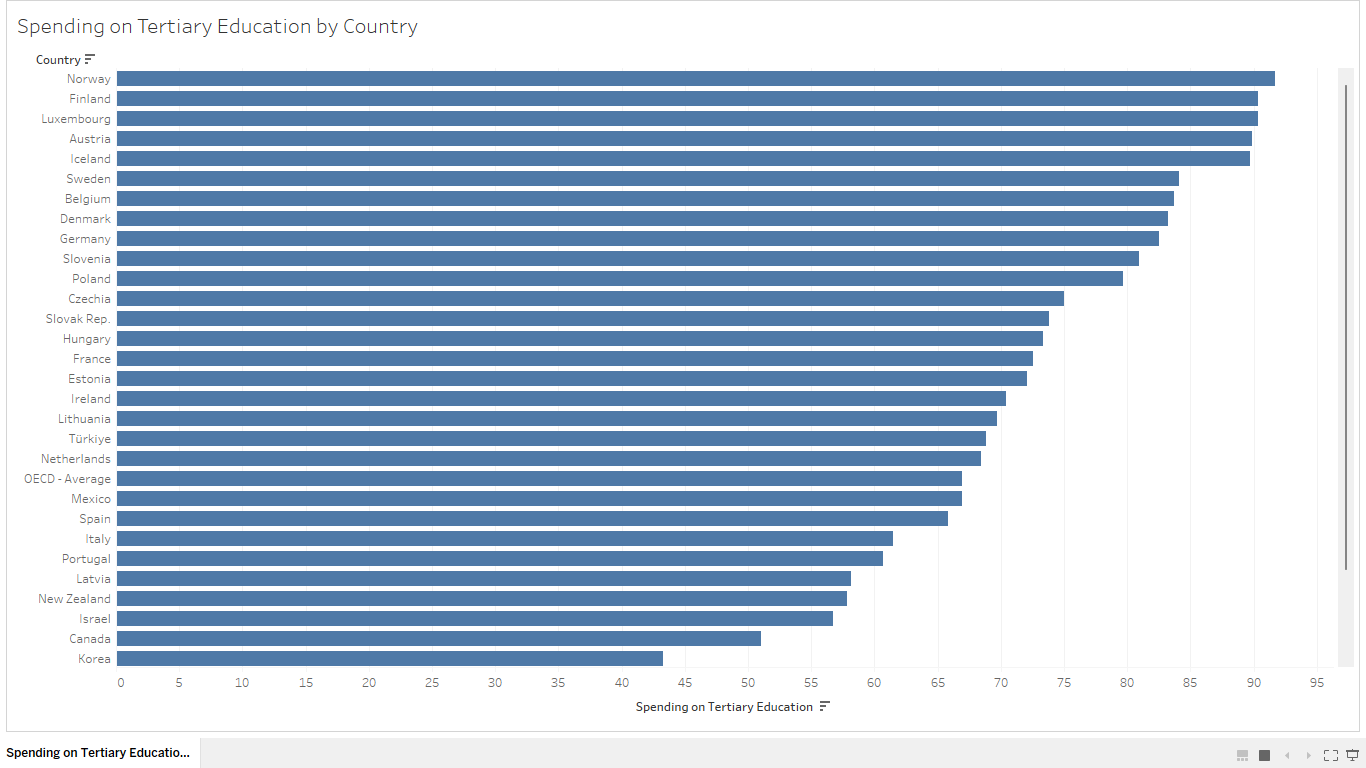 Spending on Tertiary Education by Country
Country
Norway
Finland
Luxembourg
Austria
Iceland
Sweden
Belgium
Denmark
Germany
Slovenia
Poland
Czechia
Slovak Rep.
Hungary
France
Estonia
Ireland
Lithuania
Türkiye
Netherlands
OECD - Average
Mexico
Spain
Italy
Portugal
Latvia
New Zealand
Israel
Canada
Korea
0 5 10 15 20 25 30 35 40 45 50 55 60 65 70 75 80 85 90 95
Spending on Tertiary Education
Spending on Tertiary Educatio...